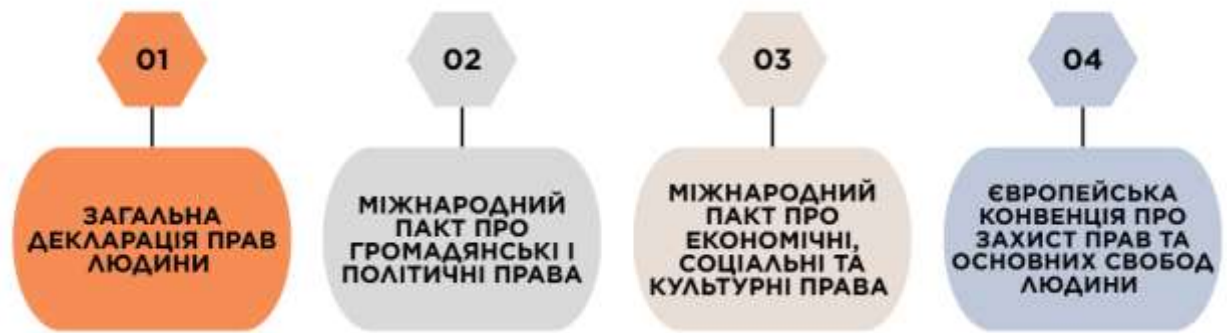 01
ЗАГАЛЬНА
ДЕКЛАРАЦІЯ ПРАВ
ЛЮДИНИ
02
МІЖНАРОДНИЙ
ПАКТ ПРО
ГРОМАДЯНСЬКІ І
ПОЛІТИЧНІ ПРАВА
03
МІЖНАРОДНИЙ
ПАКТ ПРО
ЕКОНОМІЧНІ,
СОЦІАЛЬНІ ТА
КУЛЬТУРНІ ПРАВА
04
ЄВРОПЕЙСЬКА
КОНВЕНЦІЯ ПРО
ЗАХИСТ ПРАВ ТА
ОСНОВНИХ СВОБОД
ЛЮДИНИ